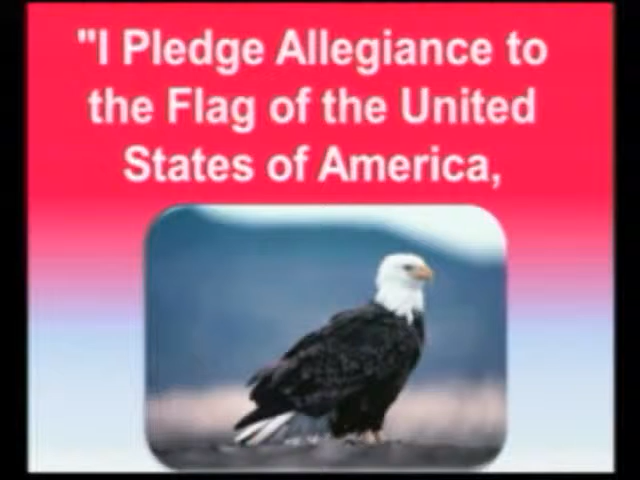 "I Pledge Allegiance to
the Flag of the United
States of America,